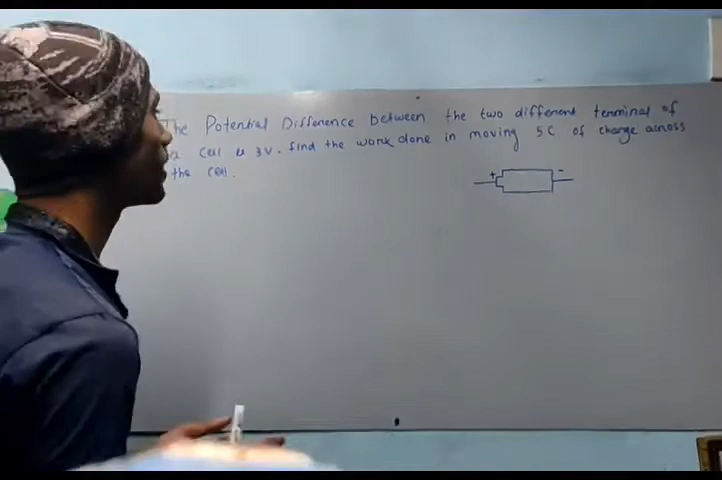 The Potential Difference between the two different terminal of
a cell is 3V. find the work done in moving 5C of charge across
the cell.
+ -